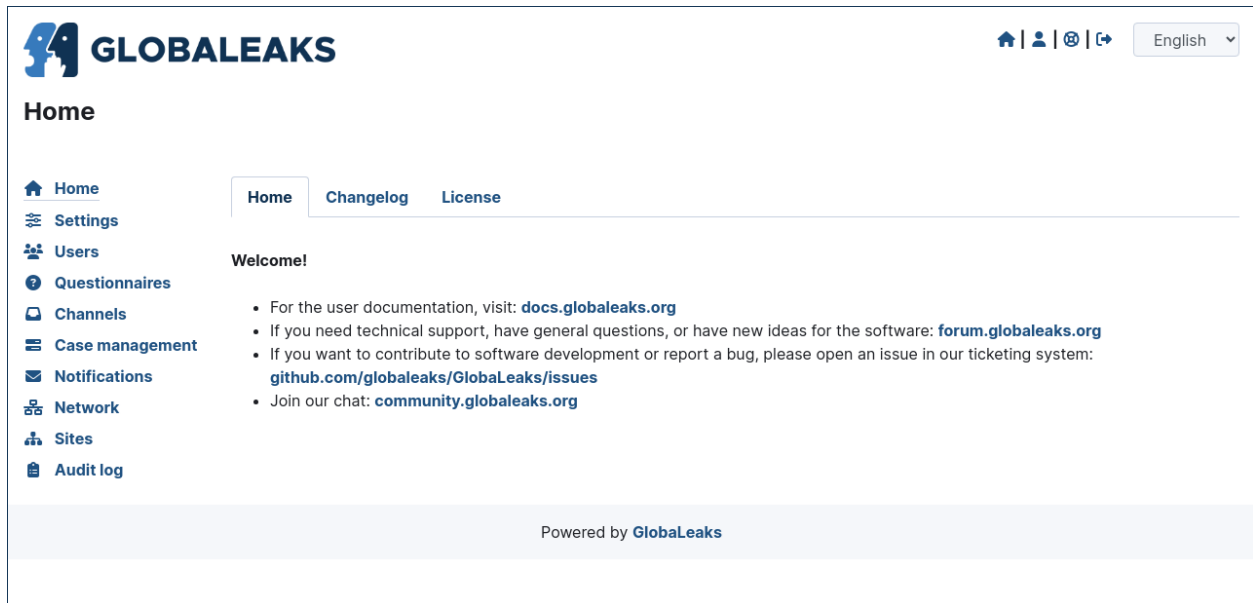 GLOBALEAKS
English
Home
Home
Settings
Users
Questionnaires
Channels
Case management
Notifications
Network
Sites
Audit log
Home Changelog License
Welcome!
For the user documentation, visit: docs.globaleaks.org
If you need technical support, have general questions, or have new ideas for the software: forum.globaleaks.org
If you want to contribute to software development or report a bug, please open an issue in our ticketing system:
github.com/globaleaks/GlobaLeaks/issues
Join our chat: community.globaleaks.org
Powered by GlobaLeaks